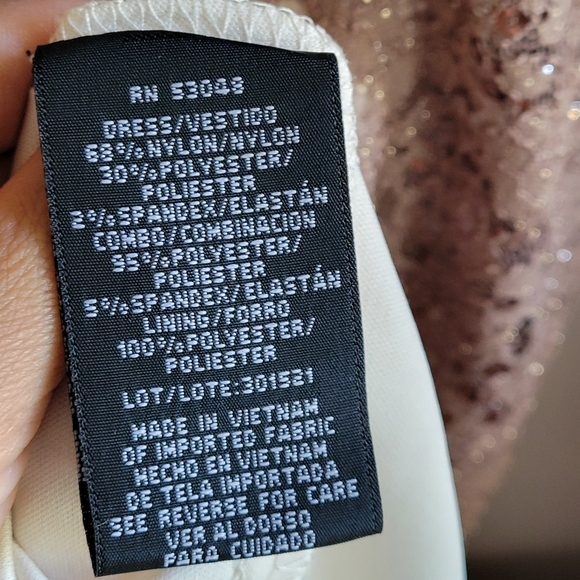 RN 53048
DRESS/VESTIDO
68%NYLON/NYLON
30%POLYESTER/
POLIESTER
2%SPANDEX/ELASTÁN
COMBO/COMBINACION
95%POLYESTER/
POLIESTER
5%SPANDEX/ELASTÁN
LINING/FORRO
100%POLYESTER/
POLIESTER
LOT/LOTE:301521
MADE IN VIETNAM
OF IMPORTED FABRIC
HECHO EN VIETNAM
DE TELA IMPORTADA
SEE REVERSE FOR CARE
VER AL DORSO
PARA CUIDADO